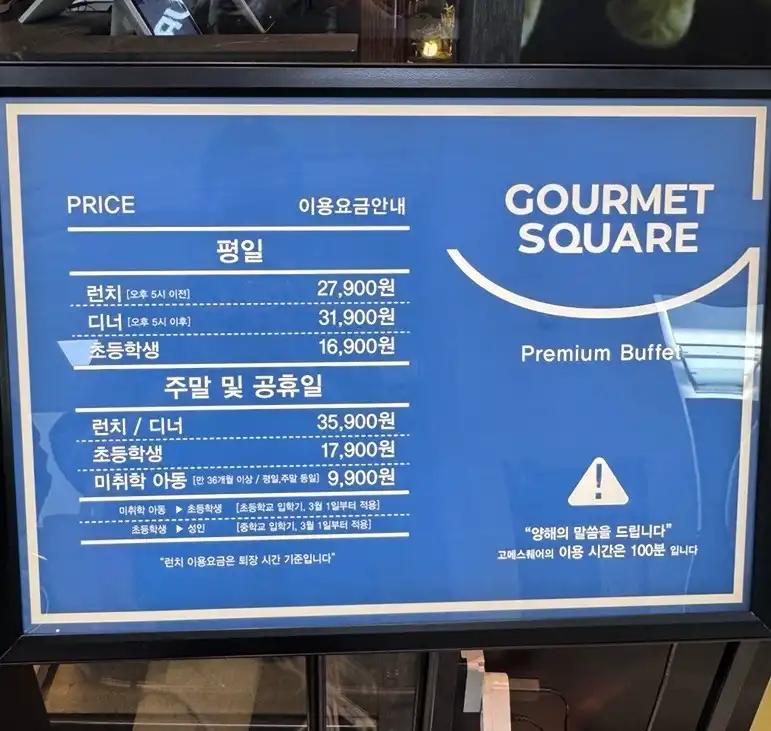 PRICE 이용요금안내
평일
런치 [오후 5시 이전] 27,900원
디너 [오후 5시 이후] 31,900원
초등학생 16,900원
주말 및 공휴일
런치 / 디너 35,900원
초등학생 17,900원
미취학 아동 [만 36개월 이상 / 평일,주말 동일] 9,900원
미취학 아동 ▶ 초등학생 [초등학교 입학기, 3월 1일부터 적용]
초등학생 ▶ 성인 [중학교 입학기, 3월 1일부터 적용]
"런치 이용요금은 퇴장 시간 기준입니다"
GOURMET
SQUARE
Premium Buffet
!
"양해의 말씀을 드립니다"
고메스퀘어의 이용 시간은 100분 입니다